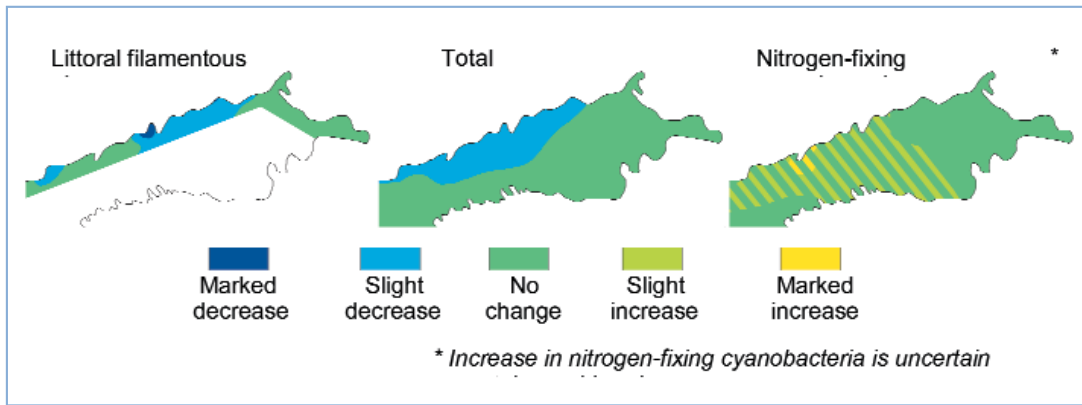 Littoral filamentous
Total
Nitrogen-fixing
*
Marked
decrease
Slight
decrease
No
change
Slight
increase
Marked
increase
* Increase in nitrogen-fixing cyanobacteria is uncertain